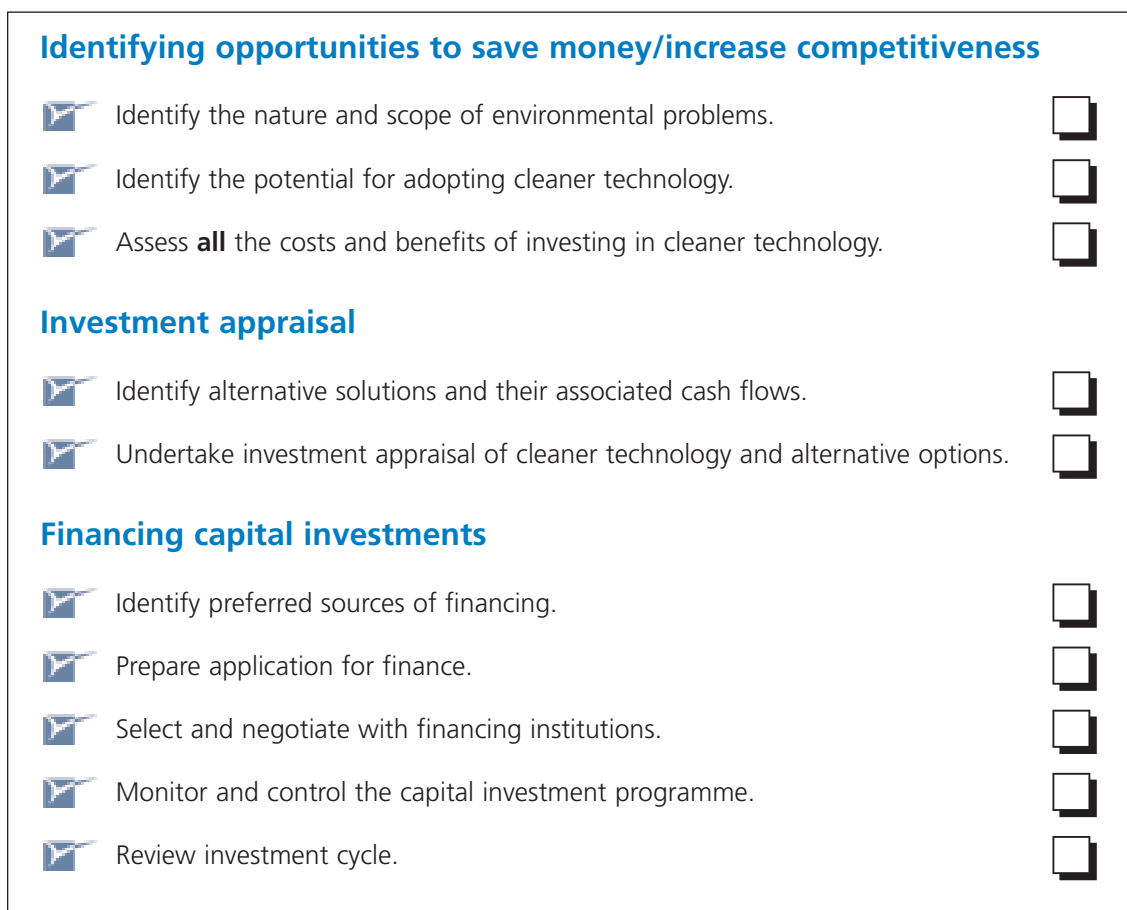 Identifying opportunities to save money/increase competitiveness
Identify the nature and scope of environmental problems.
Identify the potential for adopting cleaner technology.
Assess all the costs and benefits of investing in cleaner technology.
Investment appraisal
Identify alternative solutions and their associated cash flows.
Undertake investment appraisal of cleaner technology and alternative options.
Financing capital investments
Identify preferred sources of financing.
Prepare application for finance.
Select and negotiate with financing institutions.
Monitor and control the capital investment programme.
Review investment cycle.